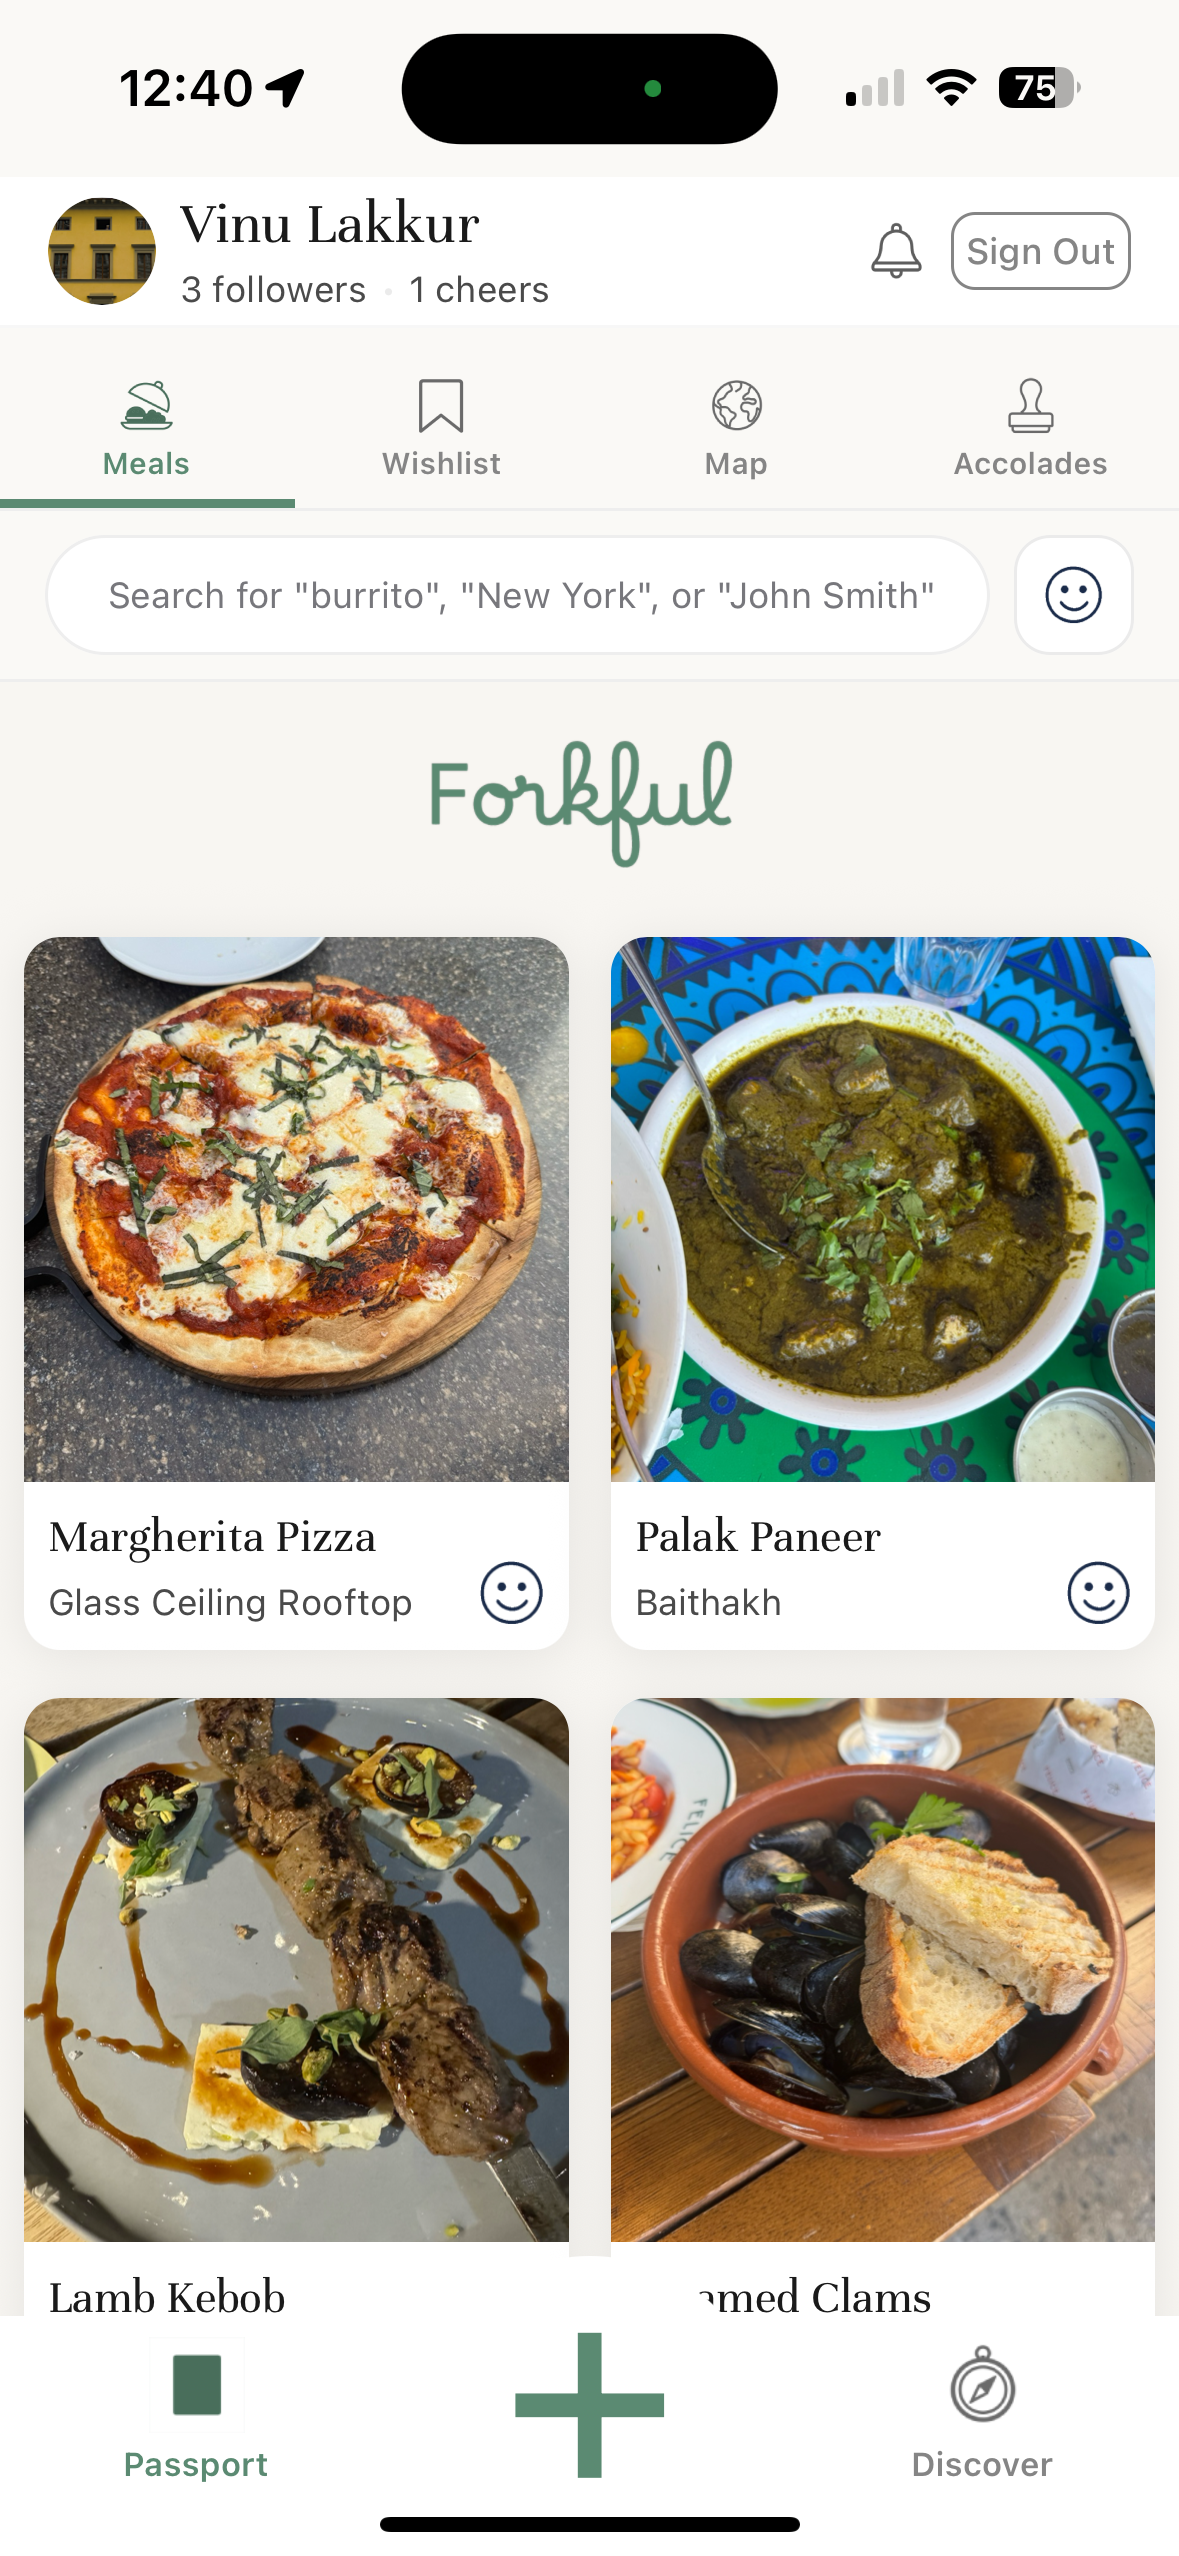 12:40
75
Vinu Lakkur
3 followers • 1 cheers
Sign Out
Meals
Wishlist
Map
Accolades
Search for "burrito", "New York", or "John Smith"
Forkful
Margherita Pizza
Glass Ceiling Rooftop
Palak Paneer
Baithakh
FELICE
Lamb Kebob
amed Clams
Passport
Discover